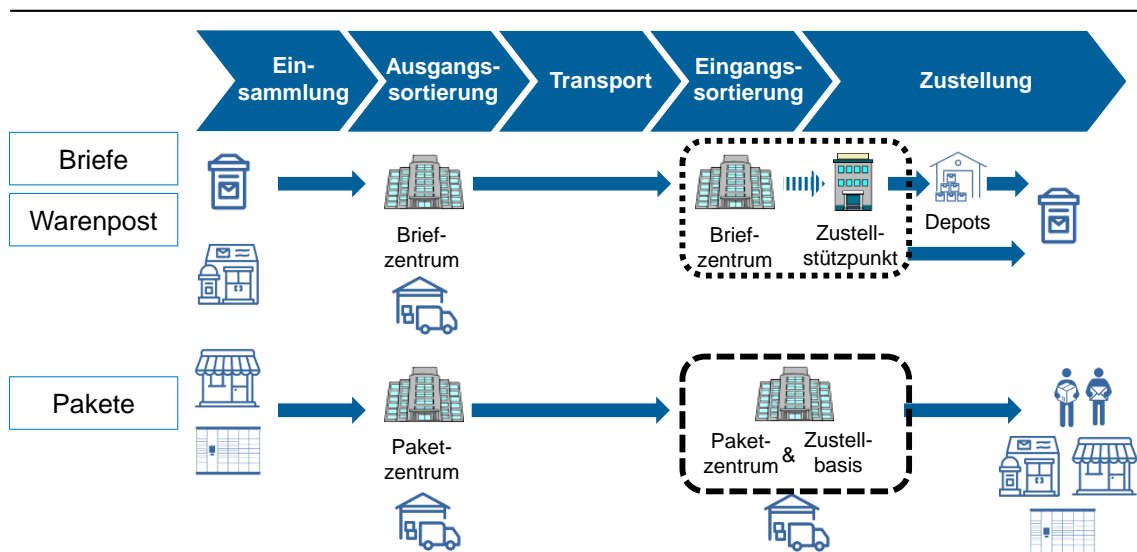 Ein-
sammlung
Ausgangs-
sortierung
Transport
Eingangs-
sortierung
Zustellung
Briefe
Warenpost
Brief-
zentrum
Brief-
zentrum
Zustell-
stützpunkt
Depots
Pakete
Paket-
zentrum
Paket-
zentrum
&
Zustell-
basis